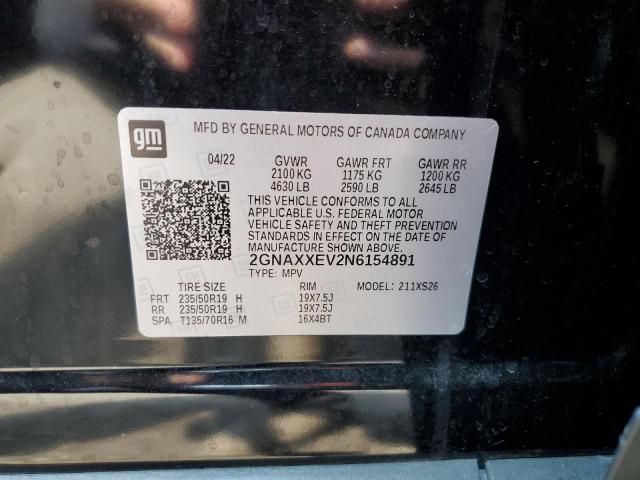 gm
MFD BY GENERAL MOTORS OF CANADA COMPANY
04/22 GVWR GAWR FRT GAWR RR
2100 KG 1175 KG 1200 KG
4630 LB 2590 LB 2645 LB
THIS VEHICLE CONFORMS TO ALL
APPLICABLE U.S. FEDERAL MOTOR
VEHICLE SAFETY AND THEFT PREVENTION
STANDARDS IN EFFECT ON THE DATE OF
MANUFACTURE SHOWN ABOVE.
2GNAXXEV2N6154891
TYPE: MPV
TIRE SIZE RIM MODEL: 211XS26
FRT 235/50R19 H 19X7.5J
RR 235/50R19 H 19X7.5J
SPA T135/70R16 M 16X4BT